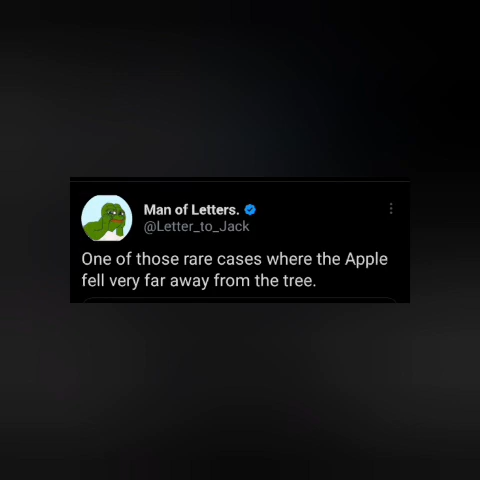 Man of Letters.
@Letter_to_Jack
One of those rare cases where the Apple
fell very far away from the tree.